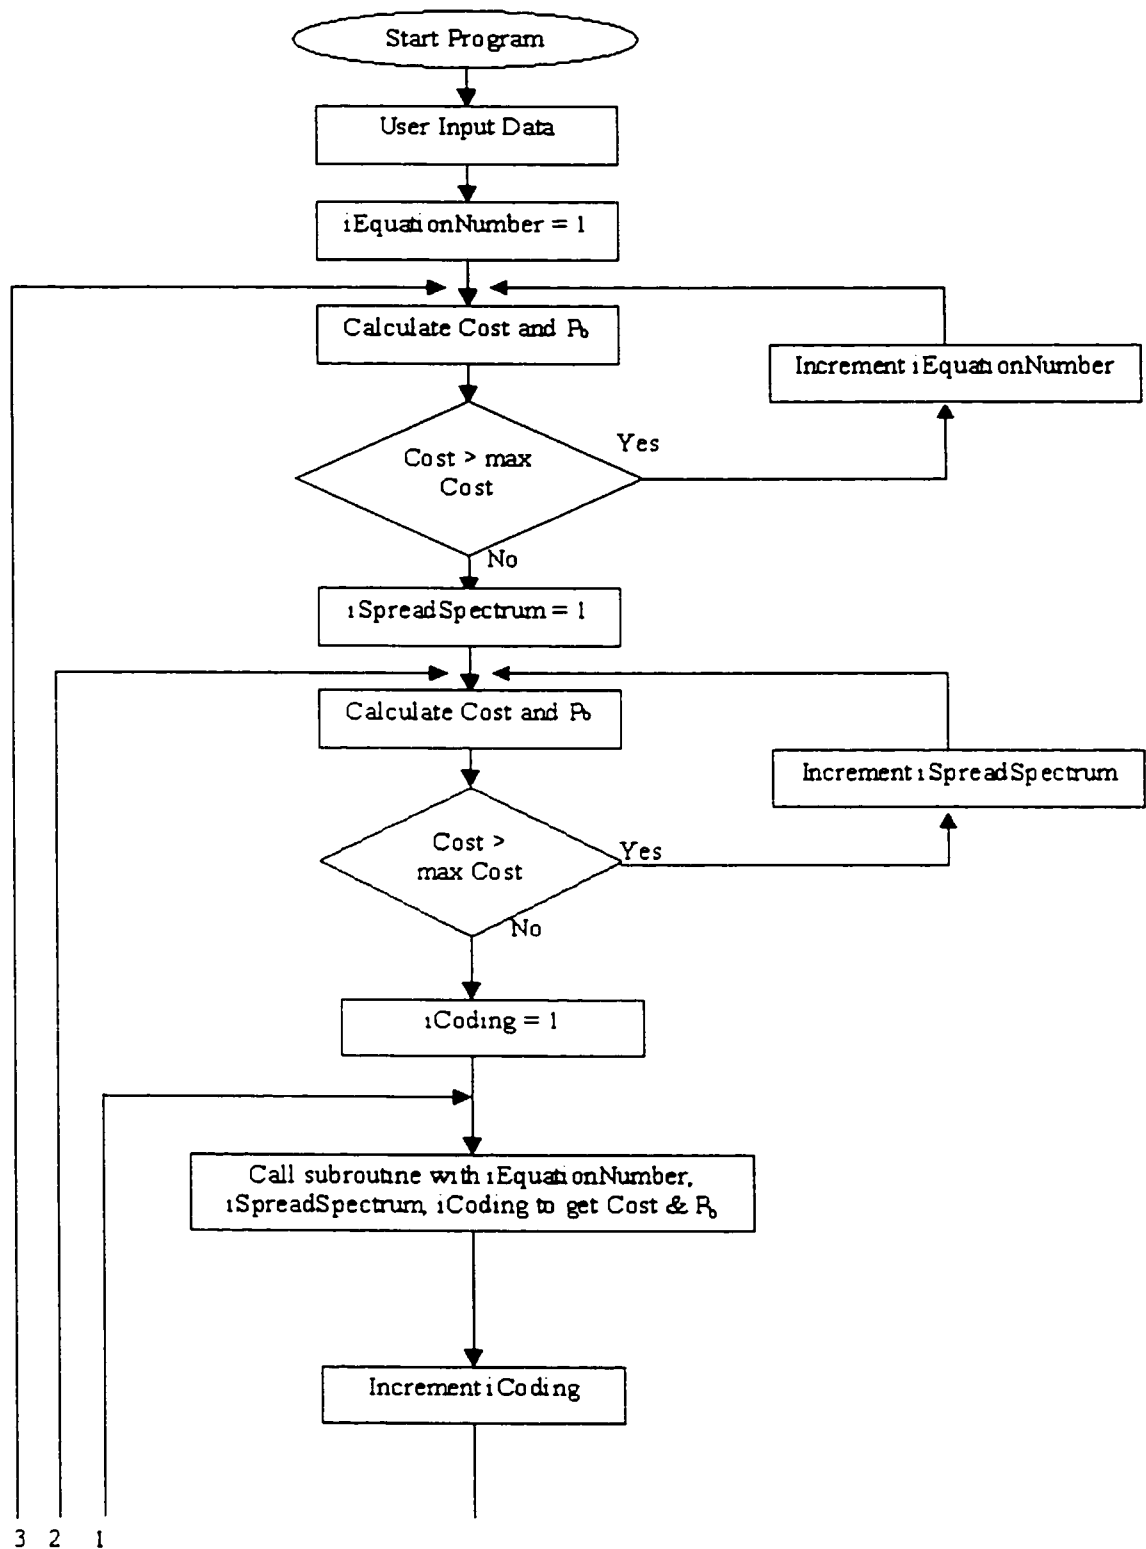 Start Program
User Input Data
iEquationNumber = 1
Calculate Cost and Pb
Increment iEquationNumber
Yes
Cost > max
Cost
No
iSpreadSpectrum = 1
Calculate Cost and Pb
Increment iSpreadSpectrum
Cost >
max Cost
Yes
No
iCoding = 1
Call subroutine with iEquationNumber,
iSpreadSpectrum, iCoding to get Cost & Pb
Increment iCoding
3 2 1